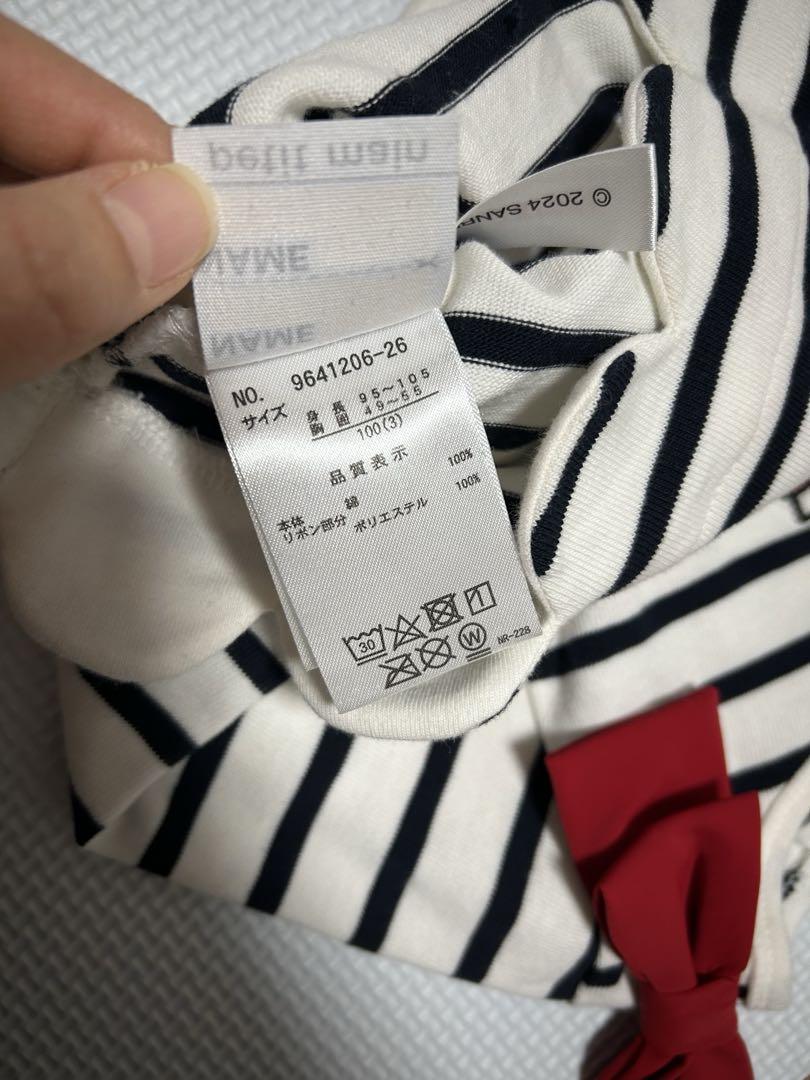 petit main
NAME
NAME
© 2024 SANR
NO. 9641206-26
サイズ
身 長 95～105
胸 囲 49～55
100(3)
品質表示
本体 綿 100%
リボン部分 ポリエステル 100%
30
W
NR-228